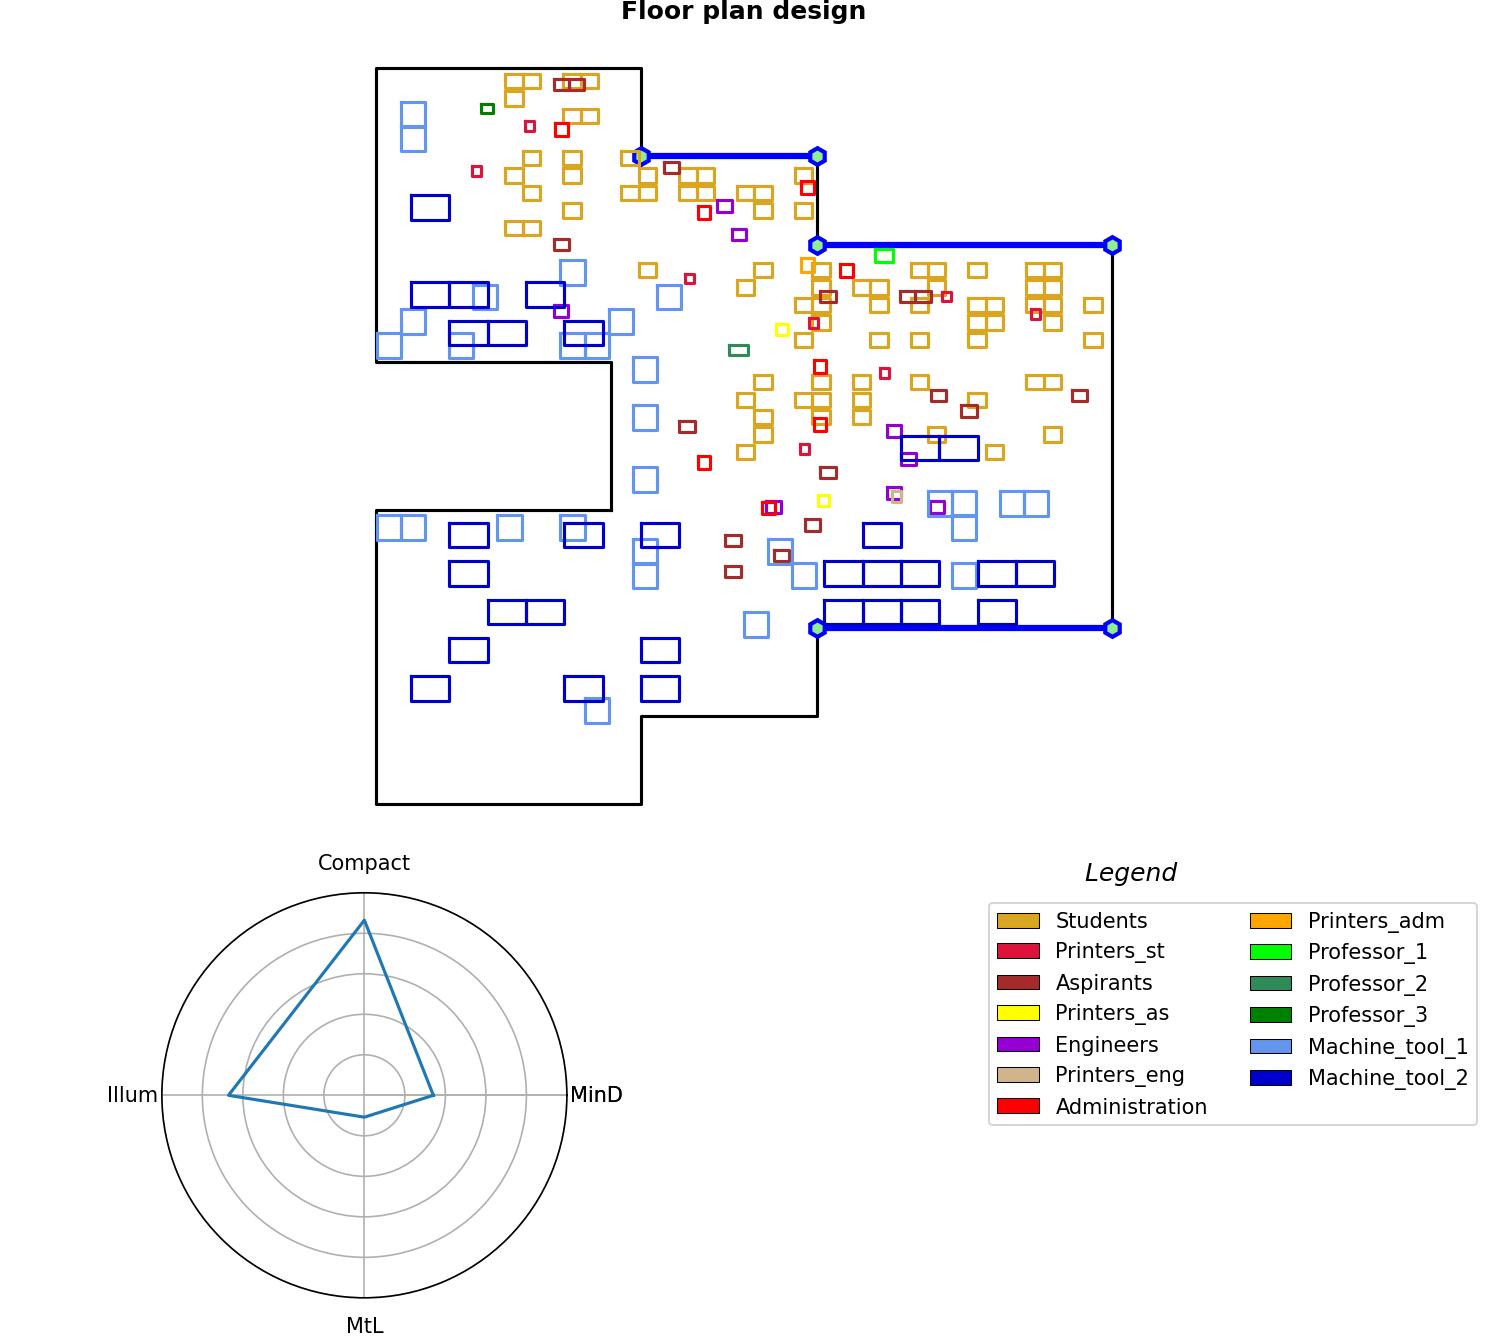 Floor plan design
Compact
Illum
MinD
MtL
Legend
Students
Printers_st
Aspirants
Printers_as
Engineers
Printers_eng
Administration
Printers_adm
Professor_1
Professor_2
Professor_3
Machine_tool_1
Machine_tool_2